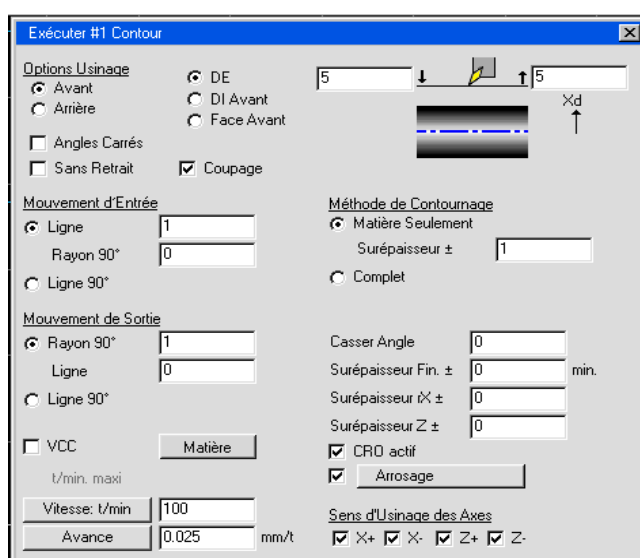 Exécuter #1 Contour
Options Usinage
Avant
Arrière
Angles Carrés
Sans Retrait
DE
DI Avant
Face Avant
Coupage
5
5
Xd
Mouvement d'Entrée
Ligne 1
Rayon 90° 0
Ligne 90°
Méthode de Contournage
Matière Seulement
Surépaisseur ± 1
Complet
Mouvement de Sortie
Rayon 90° 1
Ligne 0
Ligne 90°
Casser Angle 0
Surépaisseur Fin. ± 0 min.
Surépaisseur rX ± 0
Surépaisseur Z ± 0
VCC Matière
t/min. maxi
Vitesse: t/min 100
Avance 0.025 mm/t
CRO actif
Arrosage
Sens d'Usinage des Axes
X+ X- Z+ Z-